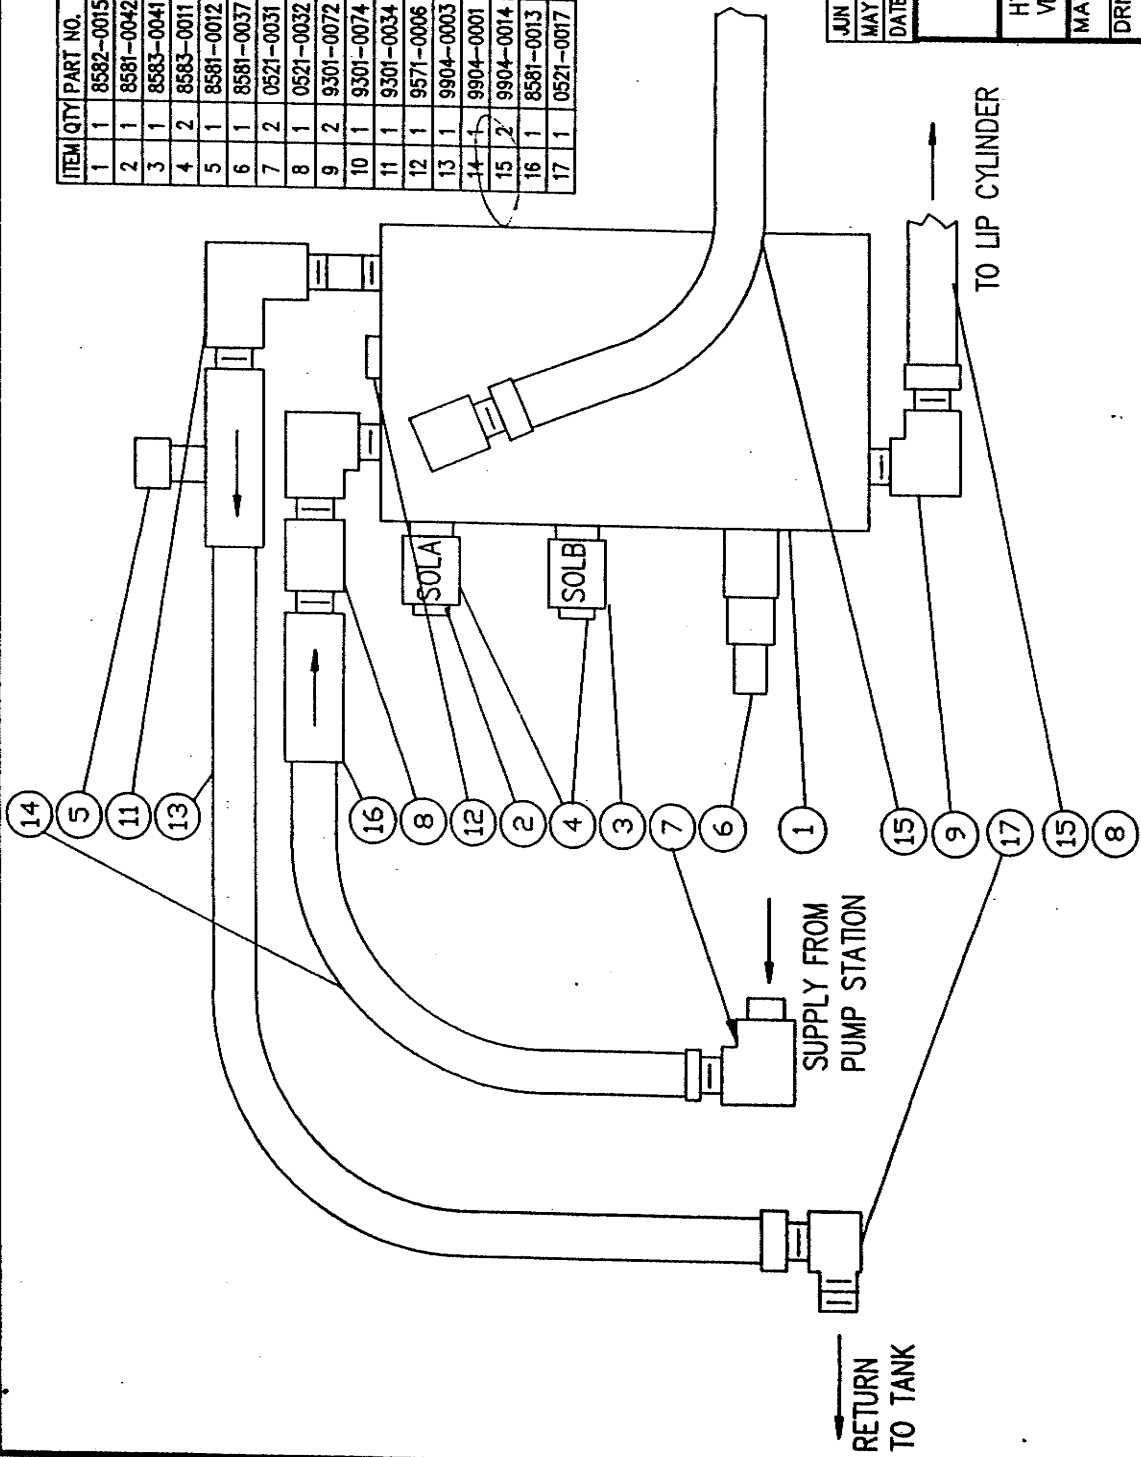 ITEM QTY PART NO.
1 1 8582-0015
2 1 8581-0042
3 1 8583-0041
4 2 8583-0011
5 1 8581-0012
6 1 8581-0037
7 2 0521-0031
8 1 0521-0032
9 2 9301-0072
10 1 9301-0074
11 1 9301-0034
12 1 9571-0006
13 1 9904-0003
14 1 9904-0001
15 2 9904-0014
16 1 8581-0013
17 1 0521-0017
JUN
MAY
DATE
MA
DRI
14
5
11
13
16
8
12
2
4
3
7
6
1
15
9
17
15
8
SOLA
SOLB
TO LIP CYLINDER
SUPPLY FROM
PUMP STATION
RETURN
TO TANK